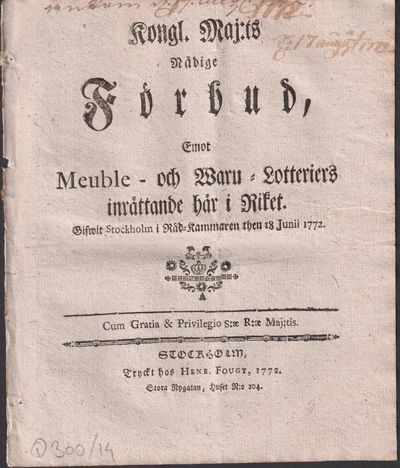 Kongl. Maj:ts
Nådige
Förbud,
Emot
Meuble - och Waru - Lotteriers
inrättande här i Riket.
Gifwit Stockholm i Råd-Kammaren then 18 Junii 1772.
Cum Gratia & Privilegio S:æ R:æ Maj:tis.
STOCKHOLM,
Tryckt hos HENR. FOUGT, 1772.
Stora Nygatan, Huset N:o 104.
D300/14